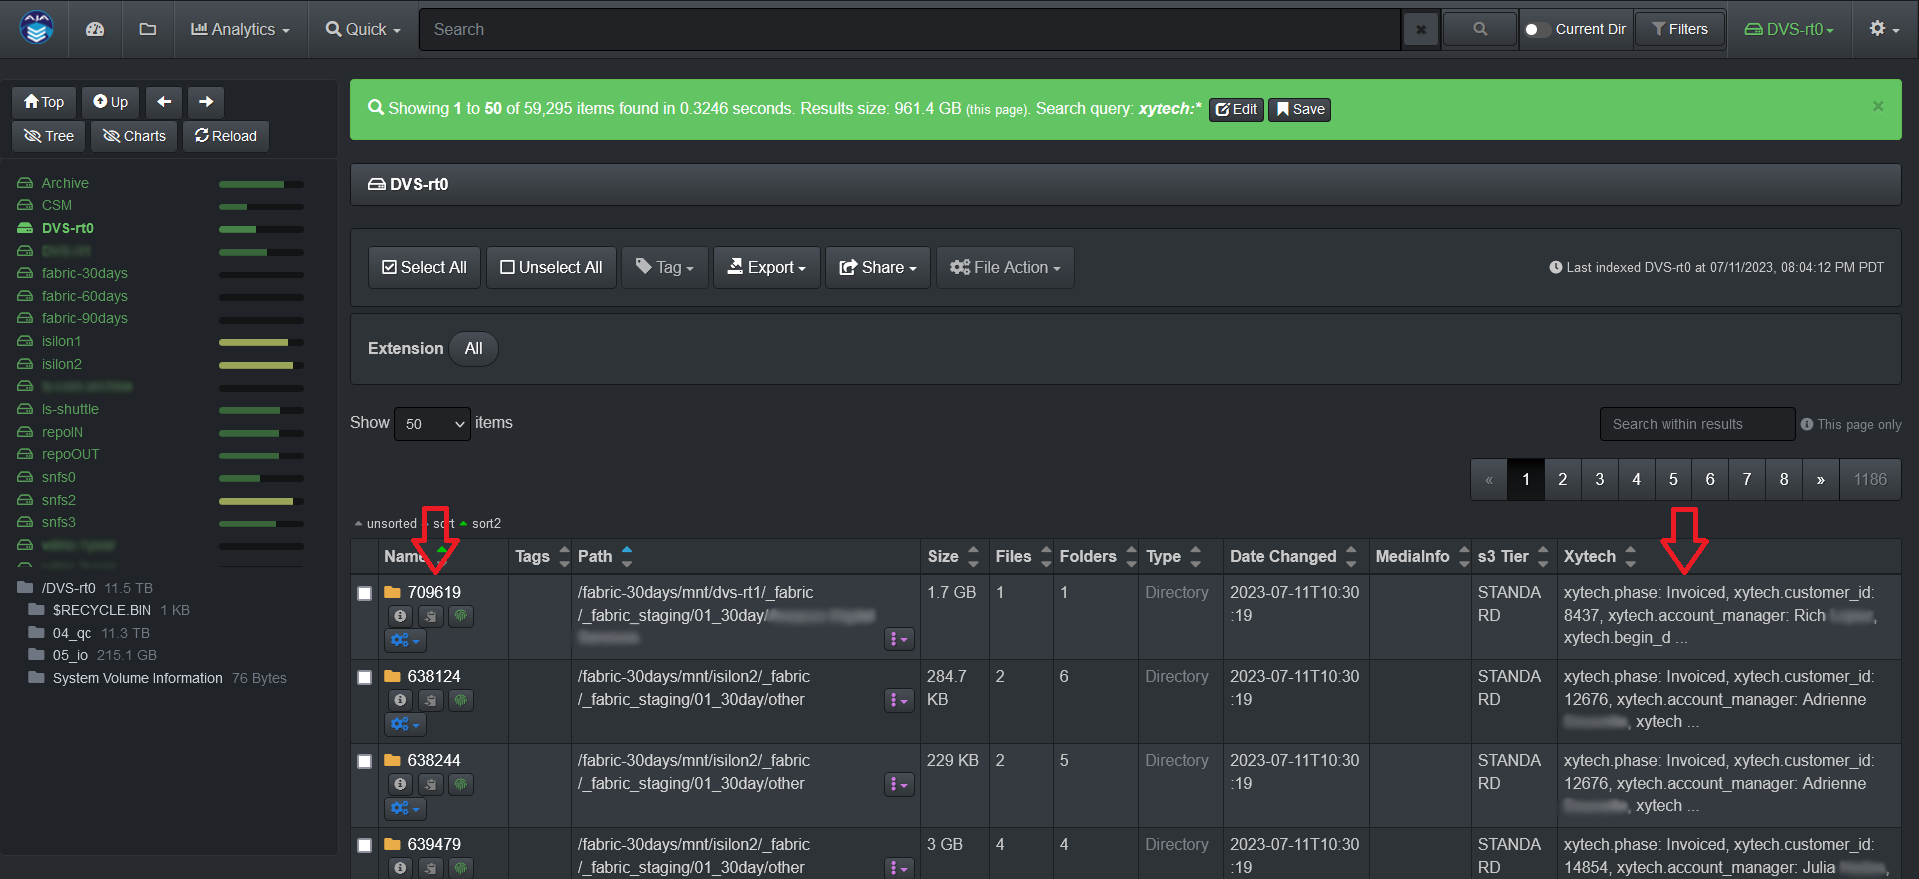 AJA
Analytics
Quick
Search
Current Dir
Filters
DVS-rt0
Top
Up
Tree
Charts
Reload
Showing 1 to 50 of 59,295 items found in 0.3246 seconds. Results size: 961.4 GB (this page). Search query: xytech:* Edit Save
Archive
CSM
DVS-rt0
fabric-30days
fabric-60days
fabric-90days
isilon1
isilon2
ls-shuttle
repoIN
repoOUT
snfs0
snfs2
snfs3
/DVS-rt0 11.5 TB
$RECYCLE.BIN 1 KB
04_qc 11.3 TB
05_io 215.1 GB
System Volume Information 76 Bytes
DVS-rt0
Select All
Unselect All
Tag
Export
Share
File Action
Last indexed DVS-rt0 at 07/11/2023, 08:04:12 PM PDT
Extension All
Show 50 items
Search within results
This page only
« 1 2 3 4 5 6 7 8 » 1186
unsorted sort sort2
Name Tags Path Size Files Folders Type Date Changed MediaInfo s3 Tier Xytech
709619
/fabric-30days/mnt/dvs-rt1/_fabric
/_fabric_staging/01_30day/
1.7 GB
1
1
Directory
2023-07-11T10:30
:19
STANDA
RD
xytech.phase: Invoiced, xytech.customer_id:
8437, xytech.account_manager: Rich ,
xytech.begin_d ...
638124
/fabric-30days/mnt/isilon2/_fabric
/_fabric_staging/01_30day/other
284.7
KB
2
6
Directory
2023-07-11T10:30
:19
STANDA
RD
xytech.phase: Invoiced, xytech.customer_id:
12676, xytech.account_manager: Adrienne
, xytech ...
638244
/fabric-30days/mnt/isilon2/_fabric
/_fabric_staging/01_30day/other
229 KB
2
5
Directory
2023-07-11T10:30
:19
STANDA
RD
xytech.phase: Invoiced, xytech.customer_id:
12676, xytech.account_manager: Adrienne
, xytech ...
639479
/fabric-30days/mnt/isilon2/_fabric
/_fabric_staging/01_30day/other
3 GB
4
4
Directory
2023-07-11T10:30
:19
STANDA
RD
xytech.phase: Invoiced, xytech.customer_id:
14854, xytech.account_manager: Julia ,